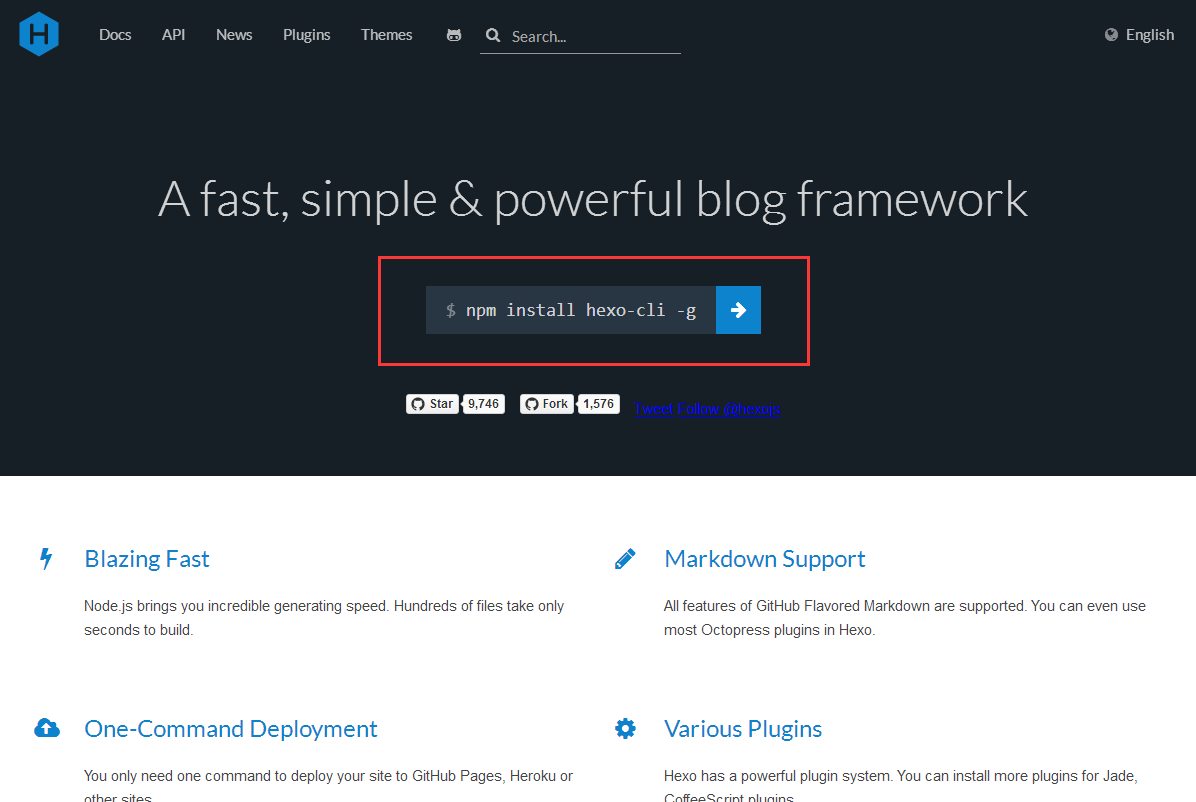 H Docs API News Plugins Themes Search... English
A fast, simple & powerful blog framework
$ npm install hexo-cli -g
Star 9,746 Fork 1,576 Tweet Follow @hexojs
Blazing Fast
Node.js brings you incredible generating speed. Hundreds of files take only
seconds to build.
Markdown Support
All features of GitHub Flavored Markdown are supported. You can even use
most Octopress plugins in Hexo.
One-Command Deployment
You only need one command to deploy your site to GitHub Pages, Heroku or
other sites.
Various Plugins
Hexo has a powerful plugin system. You can install more plugins for Jade,
CoffeeScript plugins.